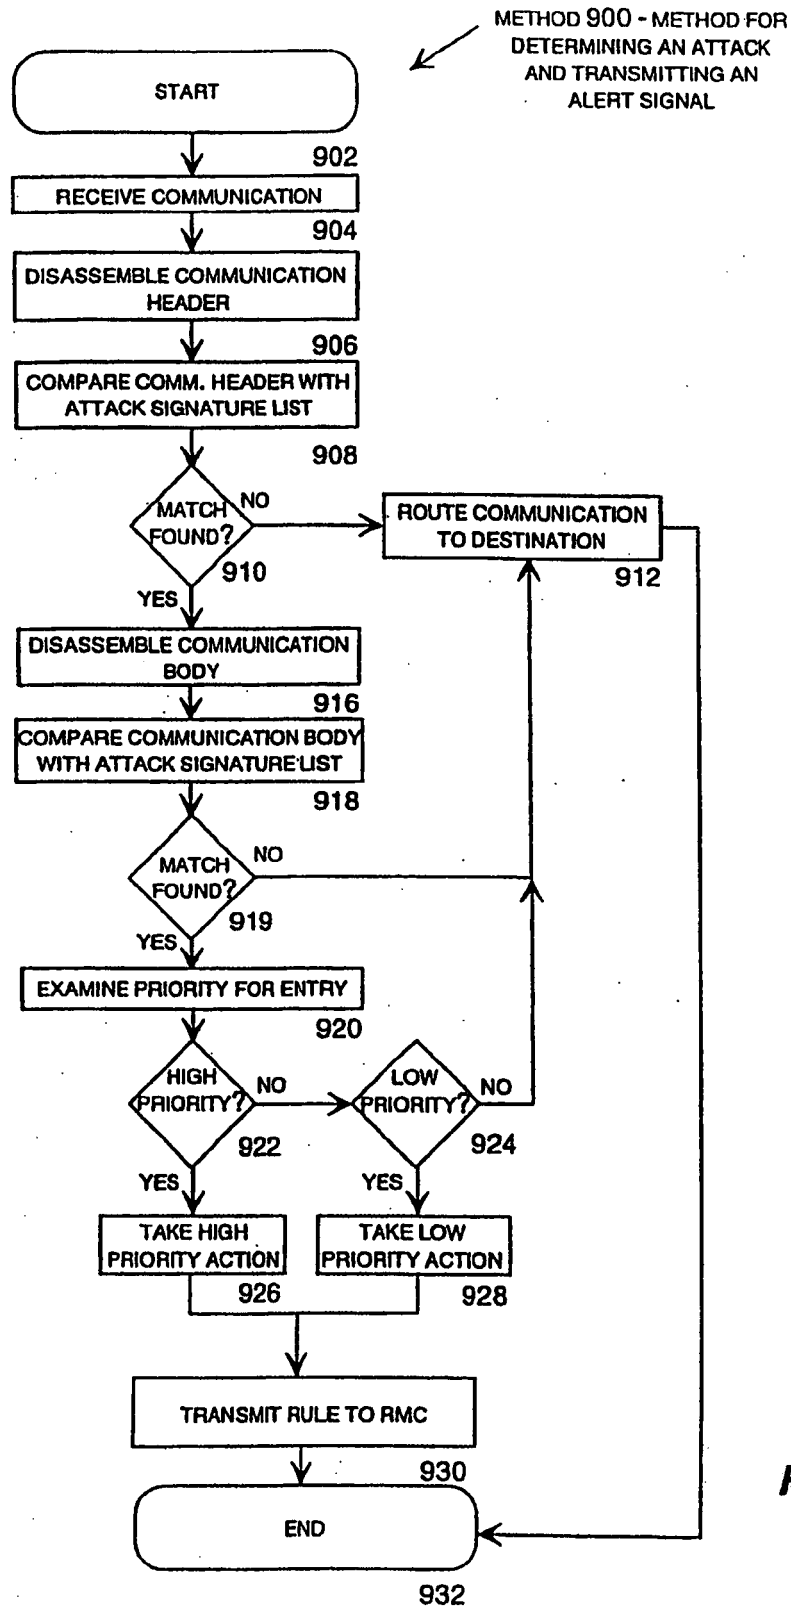 METHOD 900 - METHOD FOR
DETERMINING AN ATTACK
AND TRANSMITTING AN
ALERT SIGNAL
START
902
RECEIVE COMMUNICATION
904
DISASSEMBLE COMMUNICATION
HEADER
906
COMPARE COMM. HEADER WITH
ATTACK SIGNATURE LIST
908
MATCH
FOUND?
NO
910
YES
ROUTE COMMUNICATION
TO DESTINATION
912
DISASSEMBLE COMMUNICATION
BODY
916
COMPARE COMMUNICATION BODY
WITH ATTACK SIGNATURE LIST
918
MATCH
FOUND?
NO
919
YES
EXAMINE PRIORITY FOR ENTRY
920
HIGH
PRIORITY?
NO
922
YES
LOW
PRIORITY?
NO
924
YES
TAKE HIGH
PRIORITY ACTION
926
TAKE LOW
PRIORITY ACTION
928
TRANSMIT RULE TO RMC
930
END
932